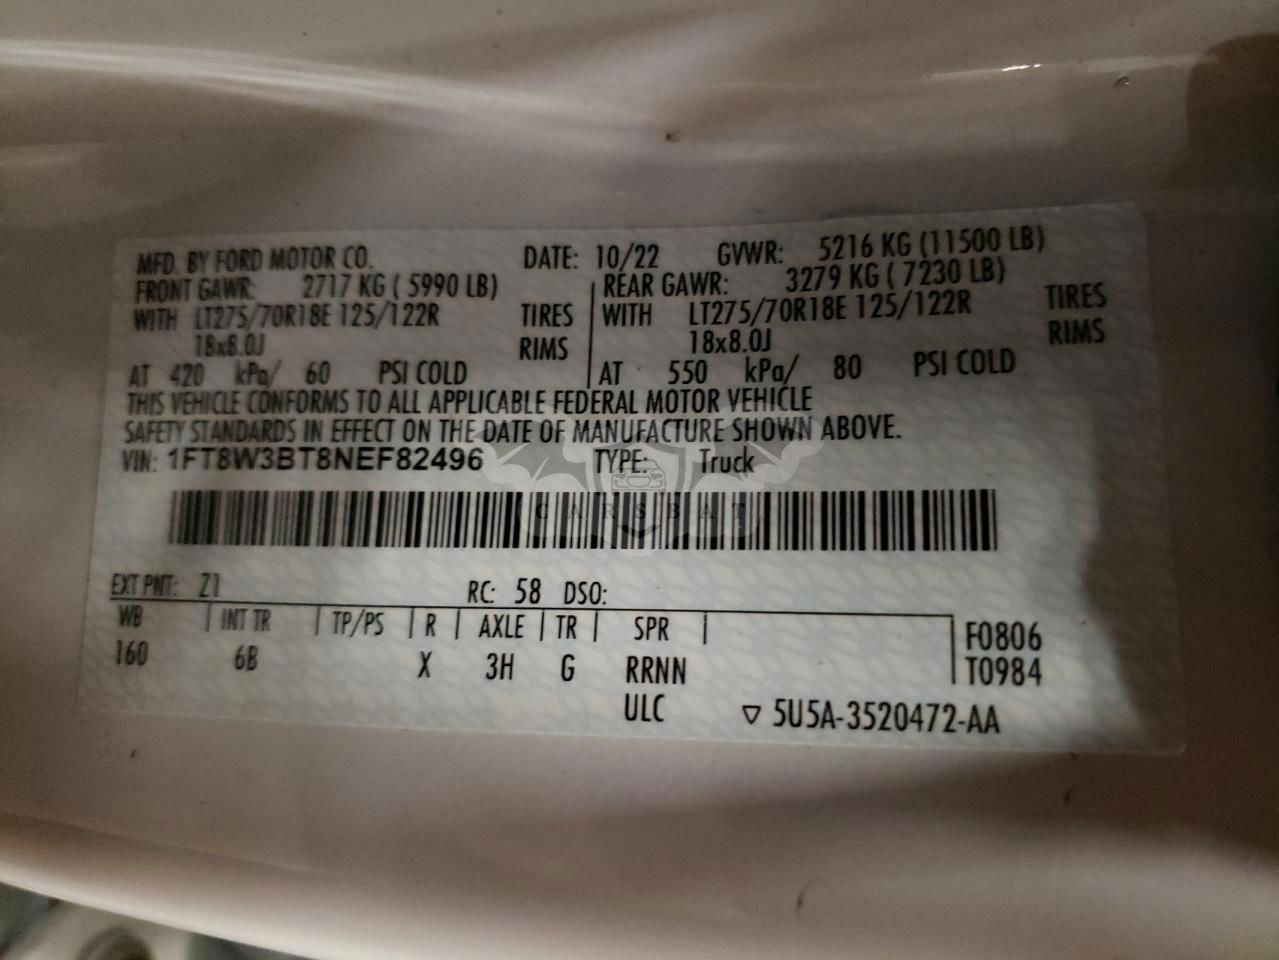 MFD. BY FORD MOTOR CO. DATE: 10/22 GVWR: 5216 KG (11500 LB)
FRONT GAWR: 2717 KG ( 5990 LB) REAR GAWR: 3279 KG ( 7230 LB)
WITH LT275/70R18E 125/122R TIRES WITH LT275/70R18E 125/122R TIRES
18x8.0J RIMS 18x8.0J RIMS
AT 420 kPa/ 60 PSI COLD AT 550 kPa/ 80 PSI COLD
THIS VEHICLE CONFORMS TO ALL APPLICABLE FEDERAL MOTOR VEHICLE
SAFETY STANDARDS IN EFFECT ON THE DATE OF MANUFACTURE SHOWN ABOVE.
VIN: 1FT8W3BT8NEF82496 TYPE: Truck
CARSBAT
EXT PNT: Z1 RC: 58 DSO:
WB INT TR TP/PS R AXLE TR SPR F0806
160 6B X 3H G RRNN T0984
ULC ▽ 5U5A-3520472-AA